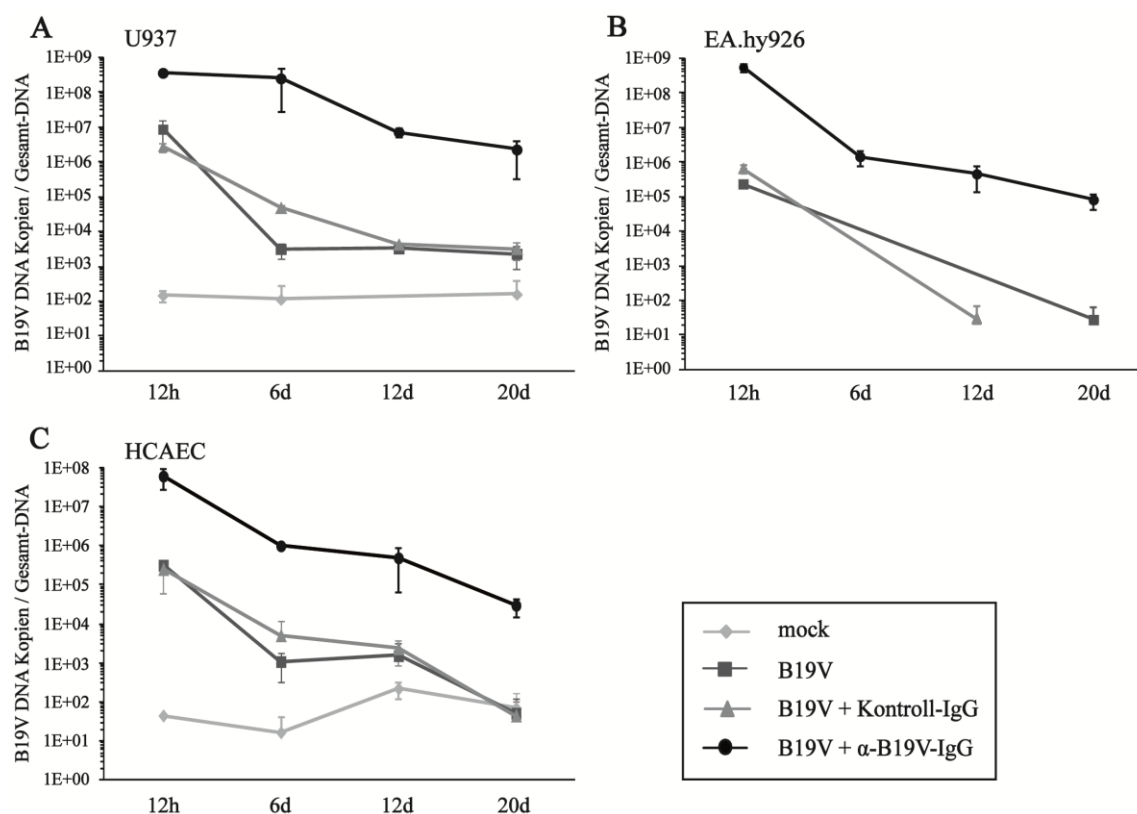 A
U937
B19V DNA Kopien / Gesamt-DNA
1E+09
1E+08
1E+07
1E+06
1E+05
1E+04
1E+03
1E+02
1E+01
1E+00
12h 6d 12d 20d
B
EA.hy926
B19V DNA Kopien / Gesamt-DNA
1E+09
1E+08
1E+07
1E+06
1E+05
1E+04
1E+03
1E+02
1E+01
1E+00
12h 6d 12d 20d
C
HCAEC
B19V DNA Kopien / Gesamt-DNA
1E+08
1E+07
1E+06
1E+05
1E+04
1E+03
1E+02
1E+01
1E+00
12h 6d 12d 20d
mock
B19V
B19V + Kontroll-IgG
B19V + α-B19V-IgG